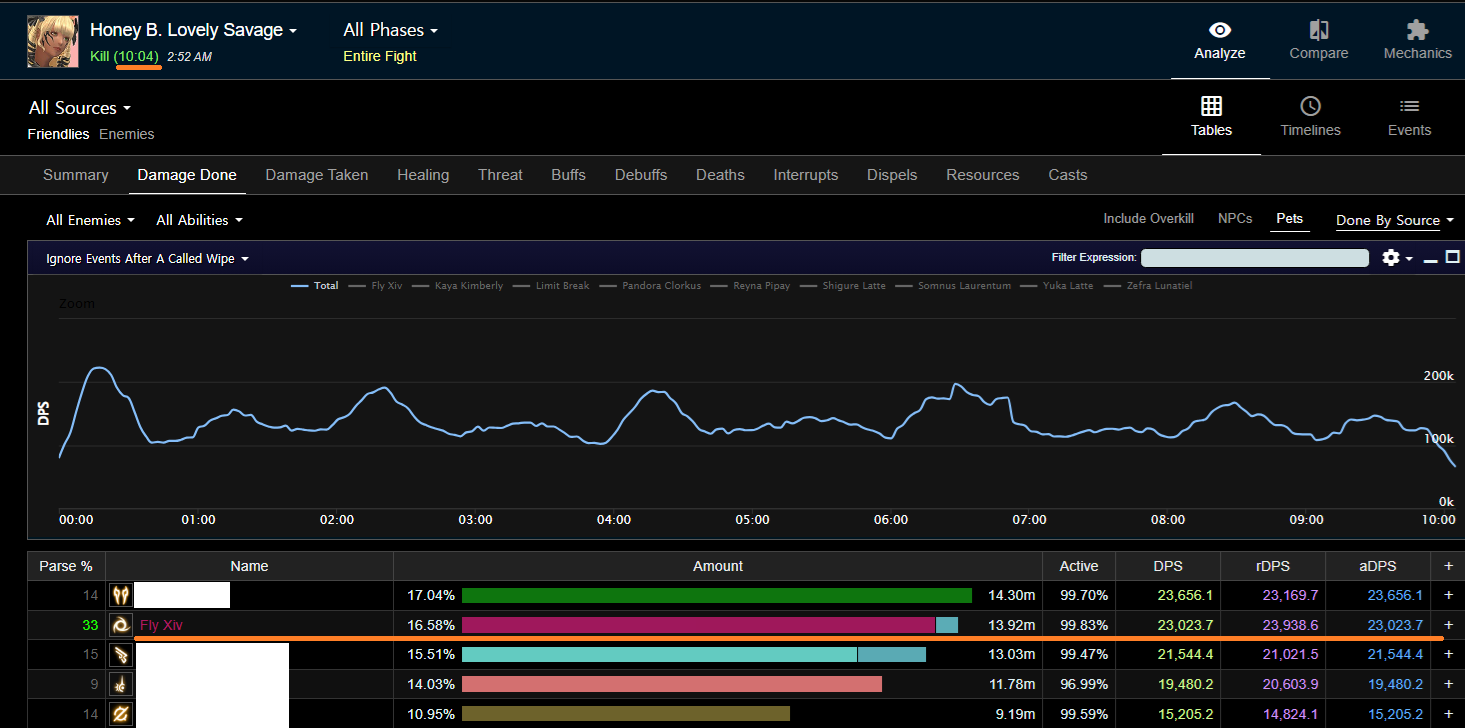 Honey B. Lovely Savage All Phases
Kill (10:04) 2:52 AM Entire Fight
Analyze Compare Mechanics
All Sources
Friendlies Enemies
Tables Timelines Events
Summary Damage Done Damage Taken Healing Threat Buffs Debuffs Deaths Interrupts Dispels Resources Casts
All Enemies All Abilities Include Overkill NPCs Pets Done By Source
Ignore Events After A Called Wipe Filter Expression:
Total Fly Xiv Kaya Kimberly Limit Break Pandora Clorkus Reyna Pipay Shigure Latte Somnus Laurentum Yuka Latte Zefra Lunatiel
Zoom
200k
DPS
100k
0k
00:00 01:00 02:00 03:00 04:00 05:00 06:00 07:00 08:00 09:00 10:00
Parse % Name Amount Active DPS rDPS aDPS +
14 17.04% 14.30m 99.70% 23,656.1 23,169.7 23,656.1 +
33 Fly Xiv 16.58% 13.92m 99.83% 23,023.7 23,938.6 23,023.7 +
15 15.51% 13.03m 99.47% 21,544.4 21,021.5 21,544.4 +
9 14.03% 11.78m 96.99% 19,480.2 20,603.9 19,480.2 +
14 10.95% 9.19m 99.59% 15,205.2 14,824.1 15,205.2 +